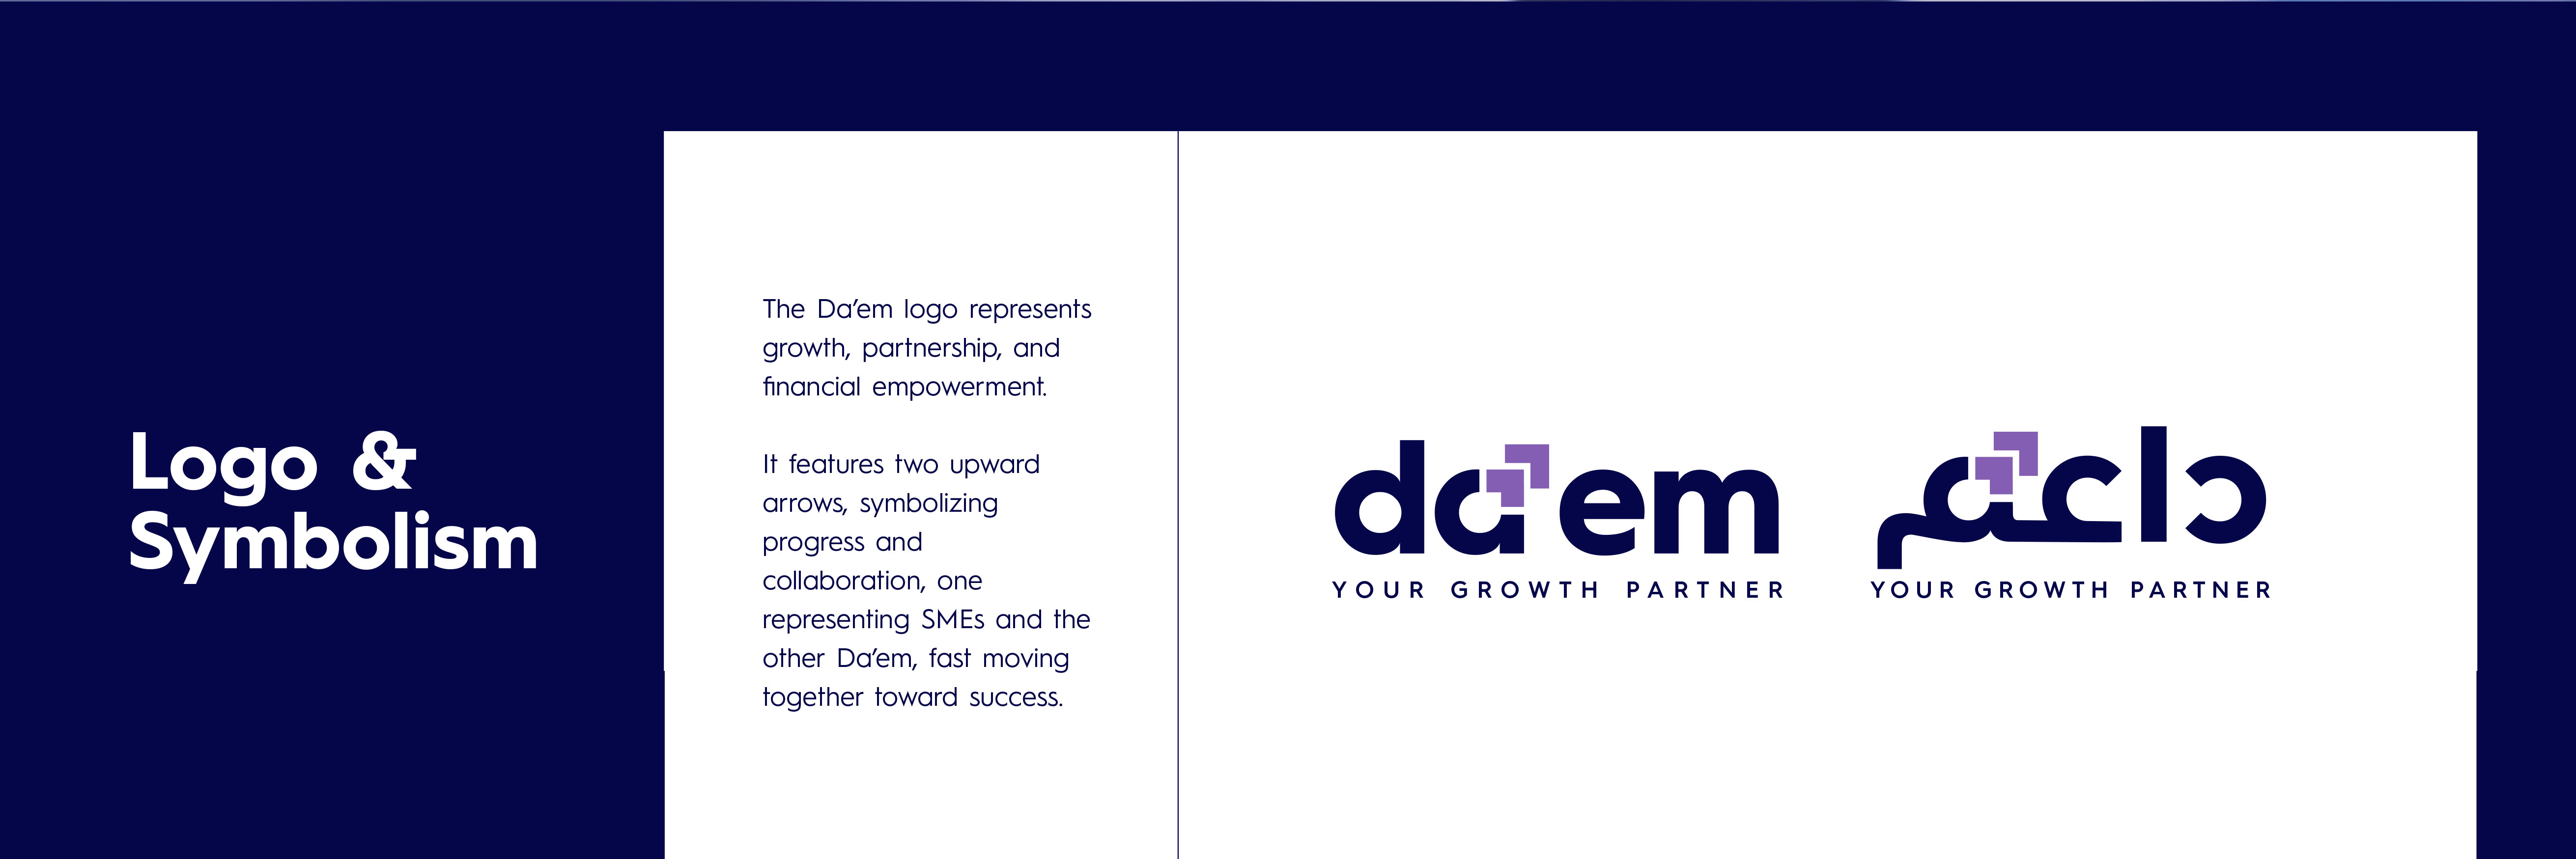 Logo &
Symbolism
The Da’em logo represents
growth, partnership, and
financial empowerment.
It features two upward
arrows, symbolizing
progress and
collaboration, one
representing SMEs and the
other Da’em, fast moving
together toward success.
da'em
YOUR GROWTH PARTNER
داعم
YOUR GROWTH PARTNER